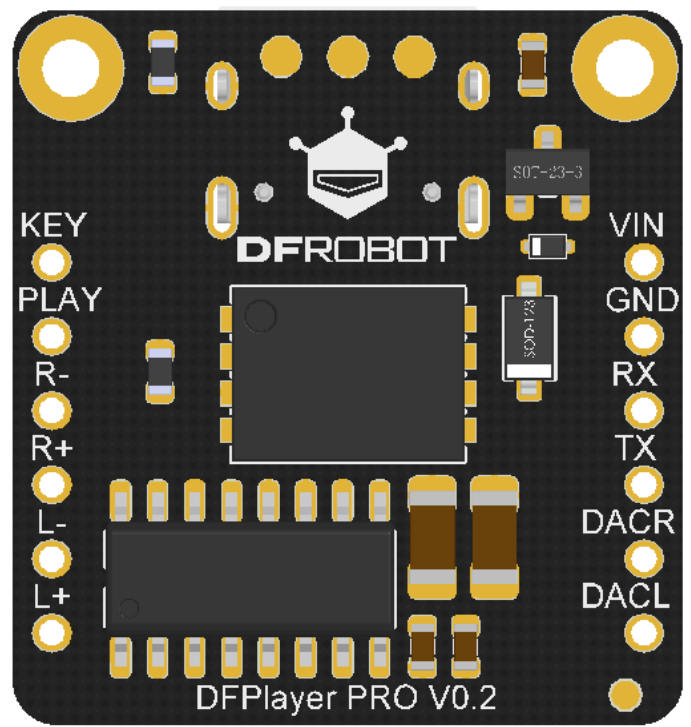 SOT-23-3
DFROBOT
KEY
VIN
PLAY
GND
SOD-123
R-
RX
R+
TX
L-
DACR
L+
DACL
DFPlayer PRO V0.2